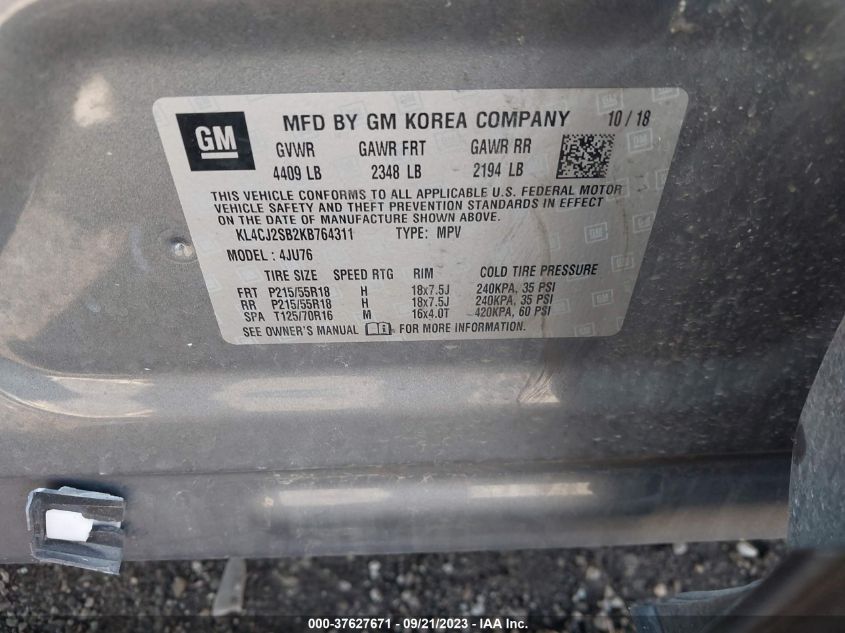 GM
MFD BY GM KOREA COMPANY 10 / 18
GVWR GAWR FRT GAWR RR
4409 LB 2348 LB 2194 LB
THIS VEHICLE CONFORMS TO ALL APPLICABLE U.S. FEDERAL MOTOR
VEHICLE SAFETY AND THEFT PREVENTION STANDARDS IN EFFECT
ON THE DATE OF MANUFACTURE SHOWN ABOVE.
KL4CJ2SB2KB764311 TYPE: MPV
MODEL : 4JU76
TIRE SIZE SPEED RTG RIM COLD TIRE PRESSURE
FRT P215/55R18 H 18x7.5J 240KPA, 35 PSI
RR P215/55R18 H 18x7.5J 240KPA, 35 PSI
SPA T125/70R16 M 16x4.0T 420KPA, 60 PSI
SEE OWNER'S MANUAL FOR MORE INFORMATION.
000-37627671 - 09/21/2023 - IAA Inc.